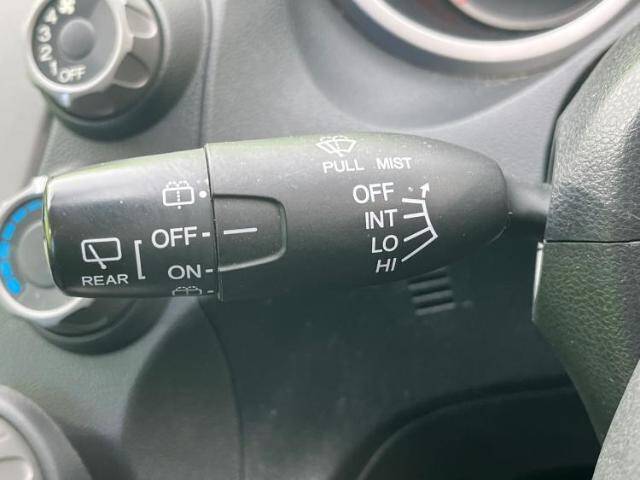 4
3
2
1
OFF
PULL MIST
OFF
INT
LO
HI
OFF
REAR
ON